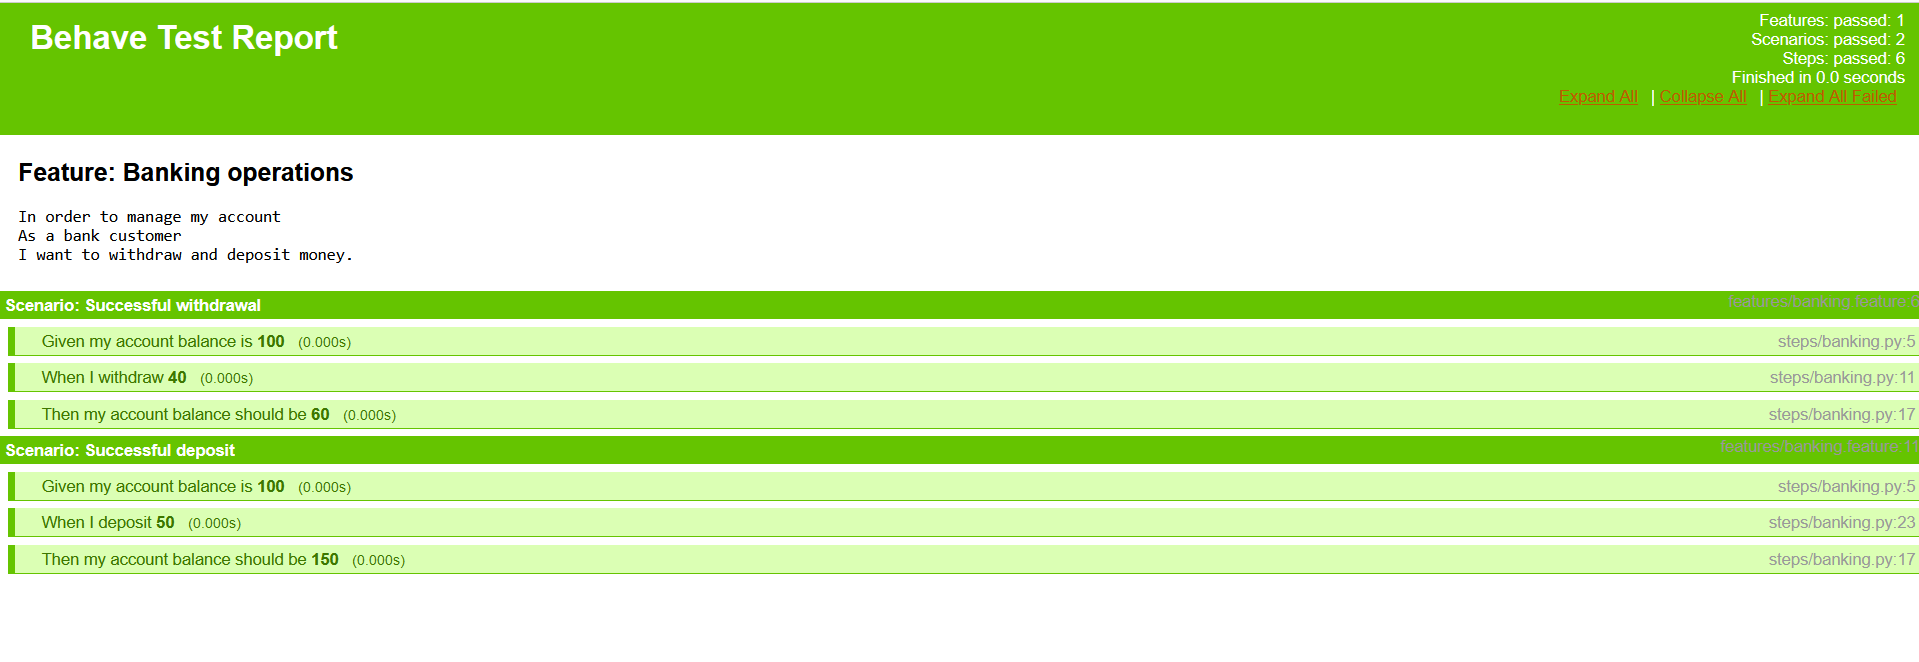 Behave Test Report
Features: passed: 1
Scenarios: passed: 2
Steps: passed: 6
Finished in 0.0 seconds
Expand All | Collapse All | Expand All Failed
Feature: Banking operations
In order to manage my account
As a bank customer
I want to withdraw and deposit money.
Scenario: Successful withdrawal features/banking.feature:6
Given my account balance is 100 (0.000s) steps/banking.py:5
When I withdraw 40 (0.000s) steps/banking.py:11
Then my account balance should be 60 (0.000s) steps/banking.py:17
Scenario: Successful deposit features/banking.feature:11
Given my account balance is 100 (0.000s) steps/banking.py:5
When I deposit 50 (0.000s) steps/banking.py:23
Then my account balance should be 150 (0.000s) steps/banking.py:17